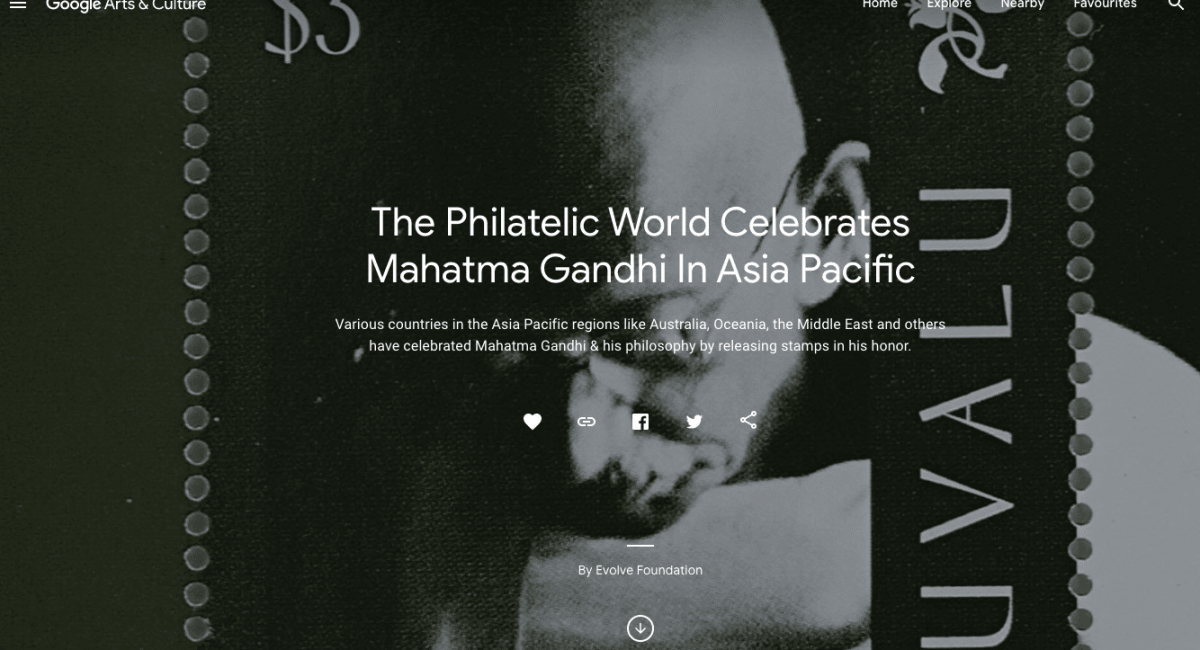 Google Arts & Culture
Home Explore Nearby Favourites
$3
The Philatelic World Celebrates
Mahatma Gandhi In Asia Pacific
Various countries in the Asia Pacific regions like Australia, Oceania, the Middle East and others
have celebrated Mahatma Gandhi & his philosophy by releasing stamps in his honor.
By Evolve Foundation
UVALU